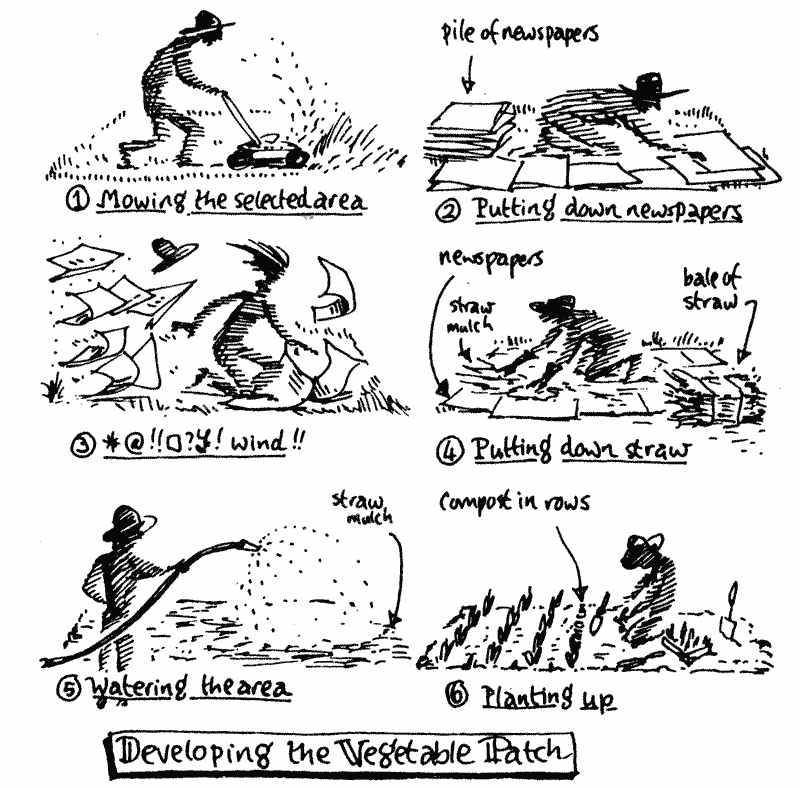 pile of newspapers
① Mowing the selected area
② Putting down newspapers
newspapers
straw
mulch
bale of
straw
③ *@!!□?¥! wind!!
④ Putting down straw
straw
mulch
compost in rows
⑤ Watering the area
⑥ Planting up
Developing the Vegetable Patch